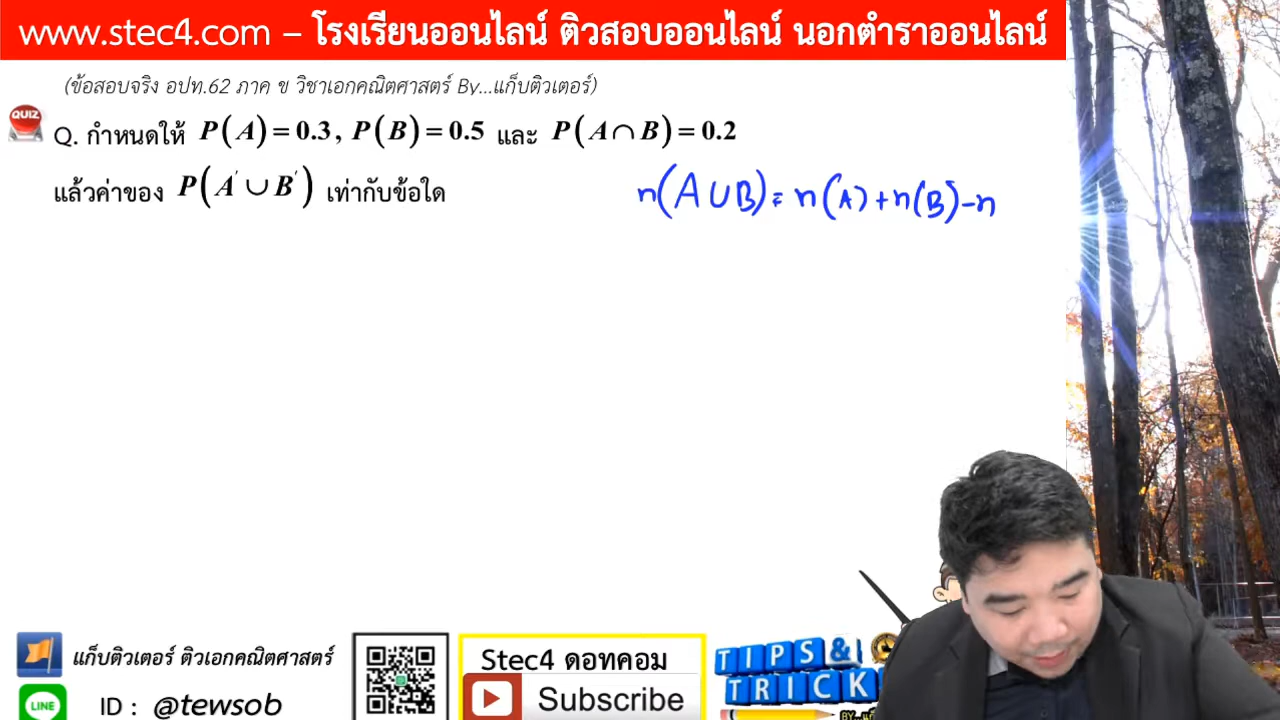 www.stec4.com – โรงเรียนออนไลน์ ติวสอบออนไลน์ นอกตำราออนไลน์
(ข้อสอบจริง อปท.62 ภาค ข วิชาเอกคณิตศาสตร์ By...แก็บติวเตอร์)
QUIZ
Q. กำหนดให้ P(A) = 0.3, P(B) = 0.5 และ P(A ∩ B) = 0.2
แล้วค่าของ P(A′ ∪ B′) เท่ากับข้อใด
n(A∪B) = n(A)+n(B)-n
แก็บติวเตอร์ ติวเอกคณิตศาสตร์
LINE
ID : @tewsob
Stec4 ดอทคอม
Subscribe
TIPS &
TRICK
BY...